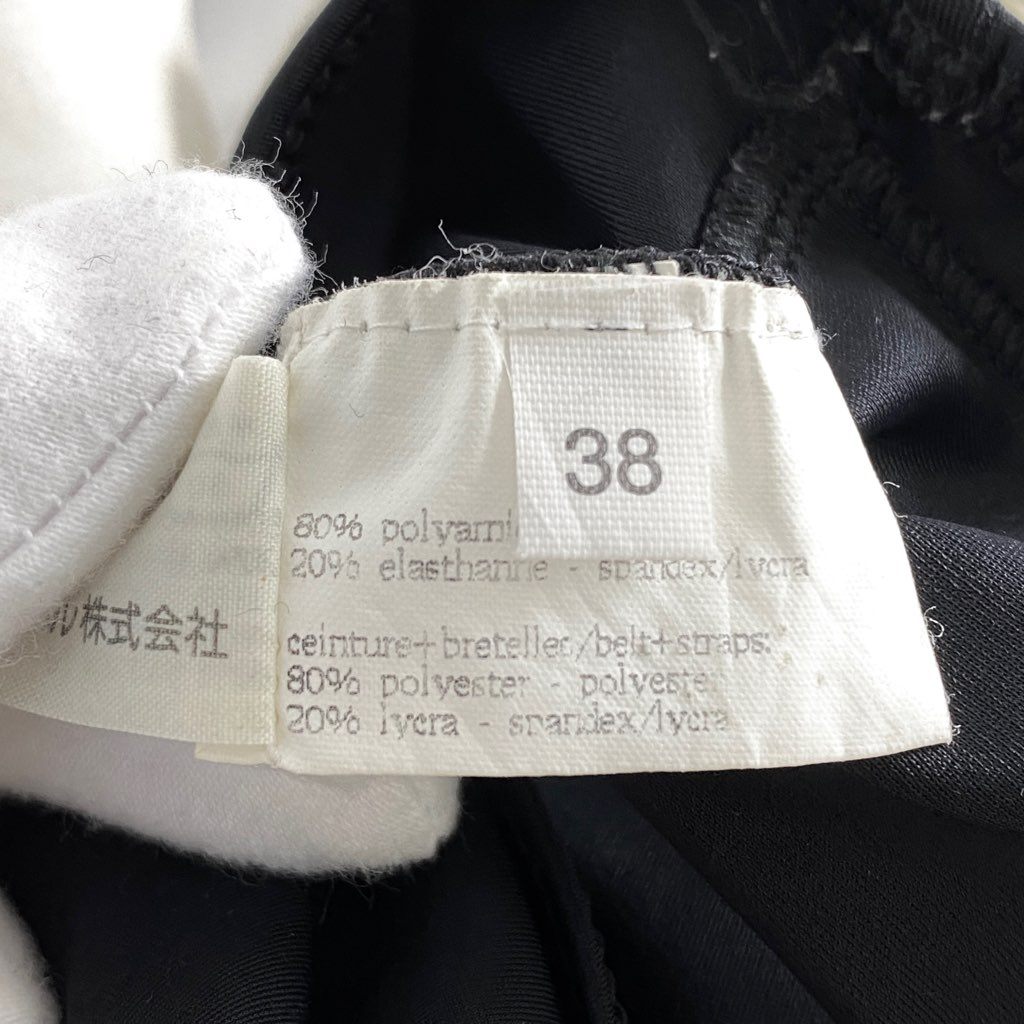 38
80%
20% elasthanne - spandex/lycra
ceinture+bretelles/belt+straps:
80% polyester - polyester
20% lycra - spandex/lycra
ル株式会社